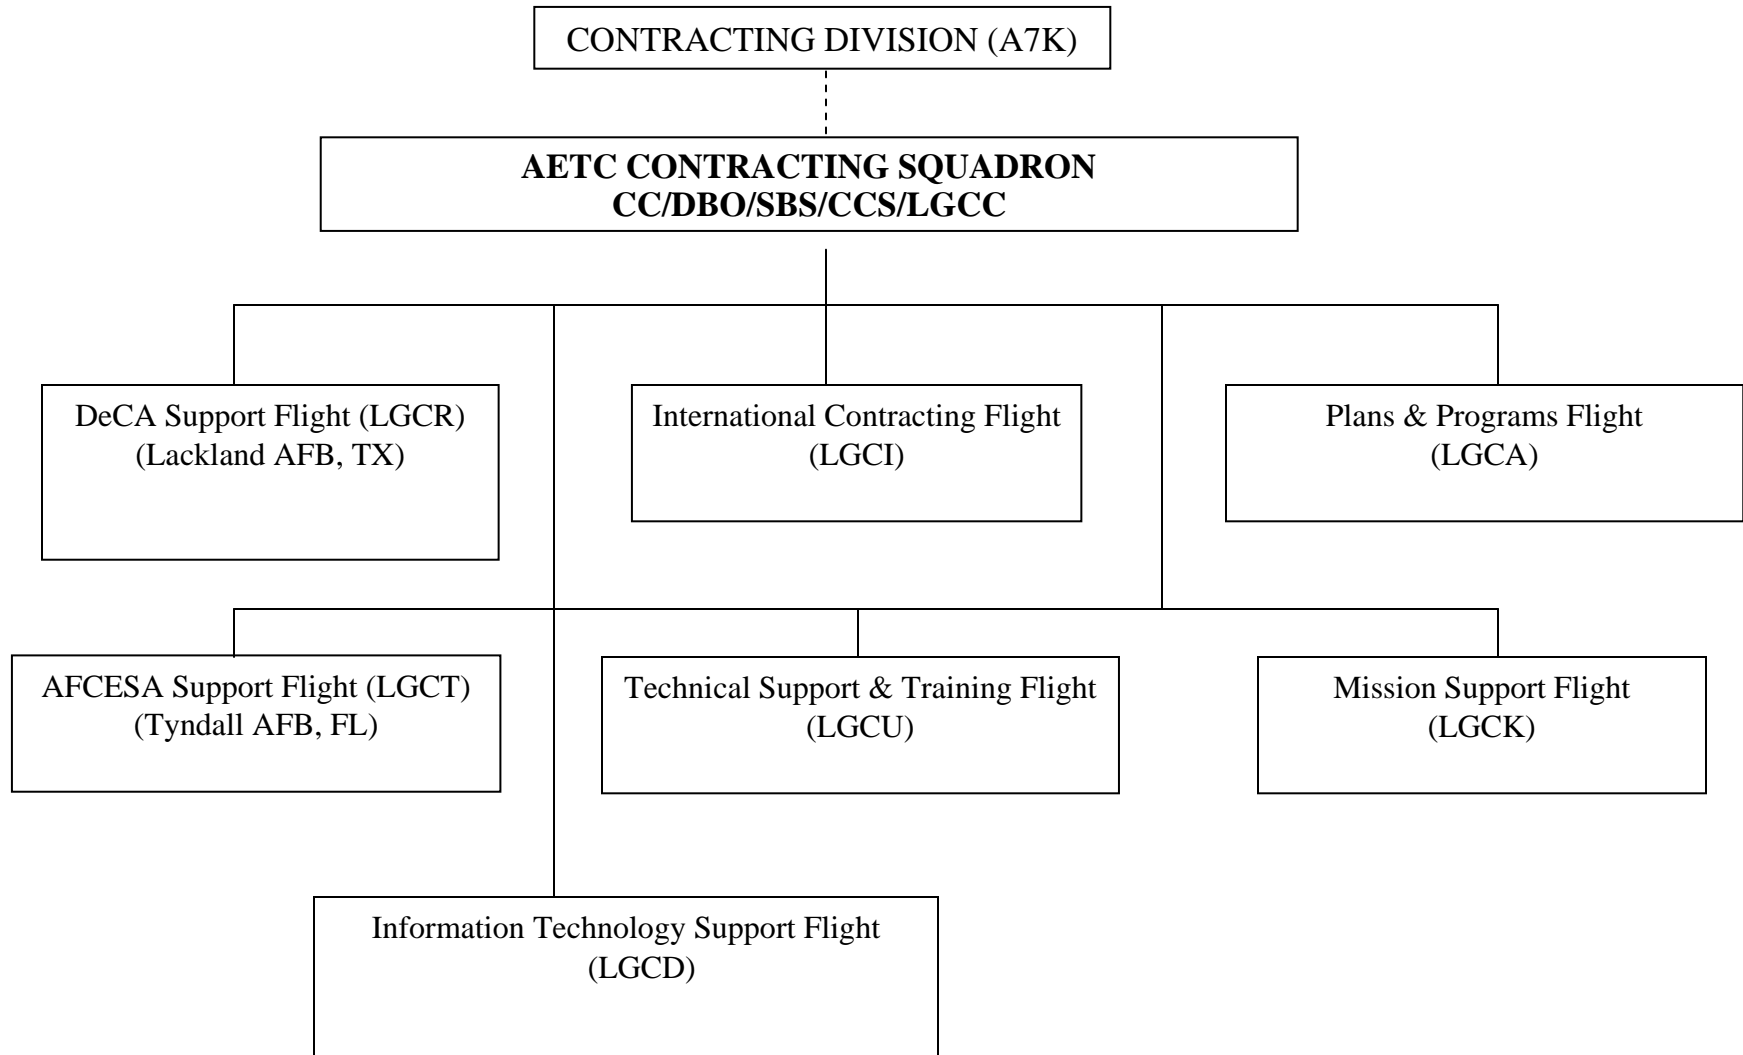 CONTRACTING DIVISION (A7K)
AETC CONTRACTING SQUADRON
CC/DBO/SBS/CCS/LGCC
DeCA Support Flight (LGCR)
(Lackland AFB, TX)
International Contracting Flight
(LGCI)
Plans & Programs Flight
(LGCA)
AFCESA Support Flight (LGCT)
(Tyndall AFB, FL)
Technical Support & Training Flight
(LGCU)
Mission Support Flight
(LGCK)
Information Technology Support Flight
(LGCD)